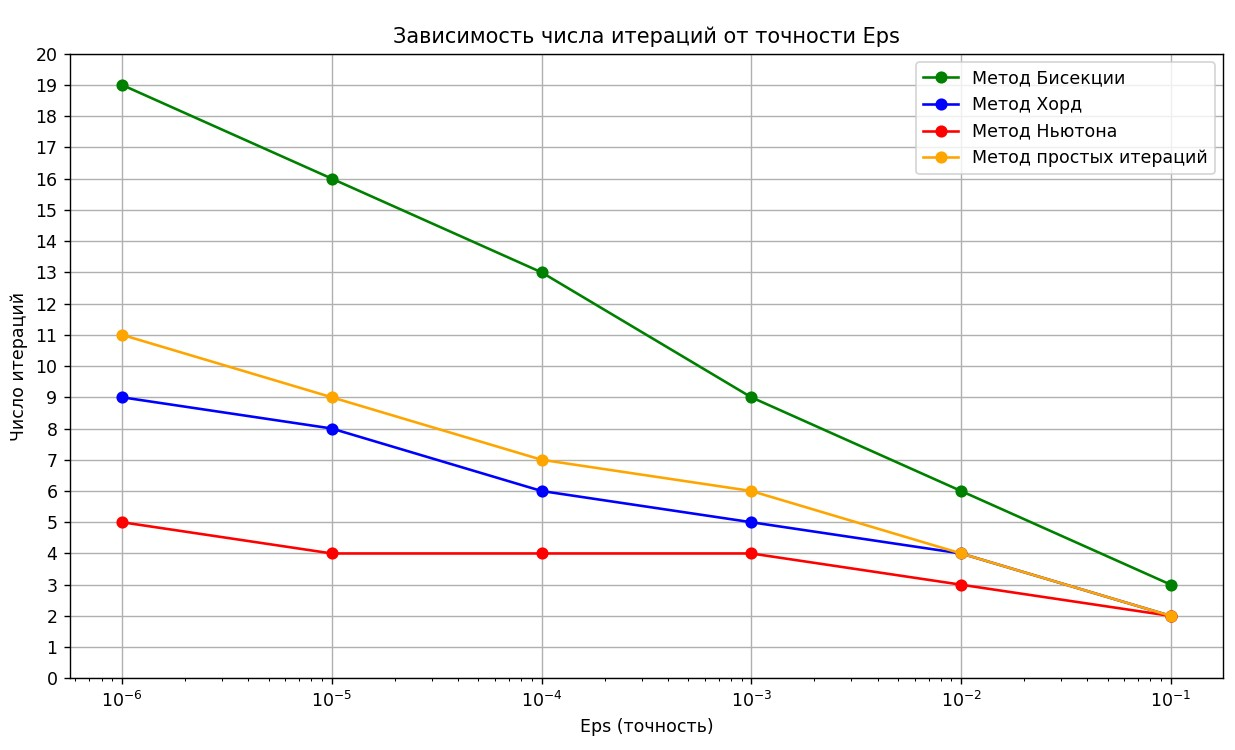 Зависимость числа итераций от точности Eps
Число итераций
20
19
18
17
16
15
14
13
12
11
10
9
8
7
6
5
4
3
2
1
0
Метод Бисекции
Метод Хорд
Метод Ньютона
Метод простых итераций
10⁻⁶ 10⁻⁵ 10⁻⁴ 10⁻³ 10⁻² 10⁻¹
Eps (точность)